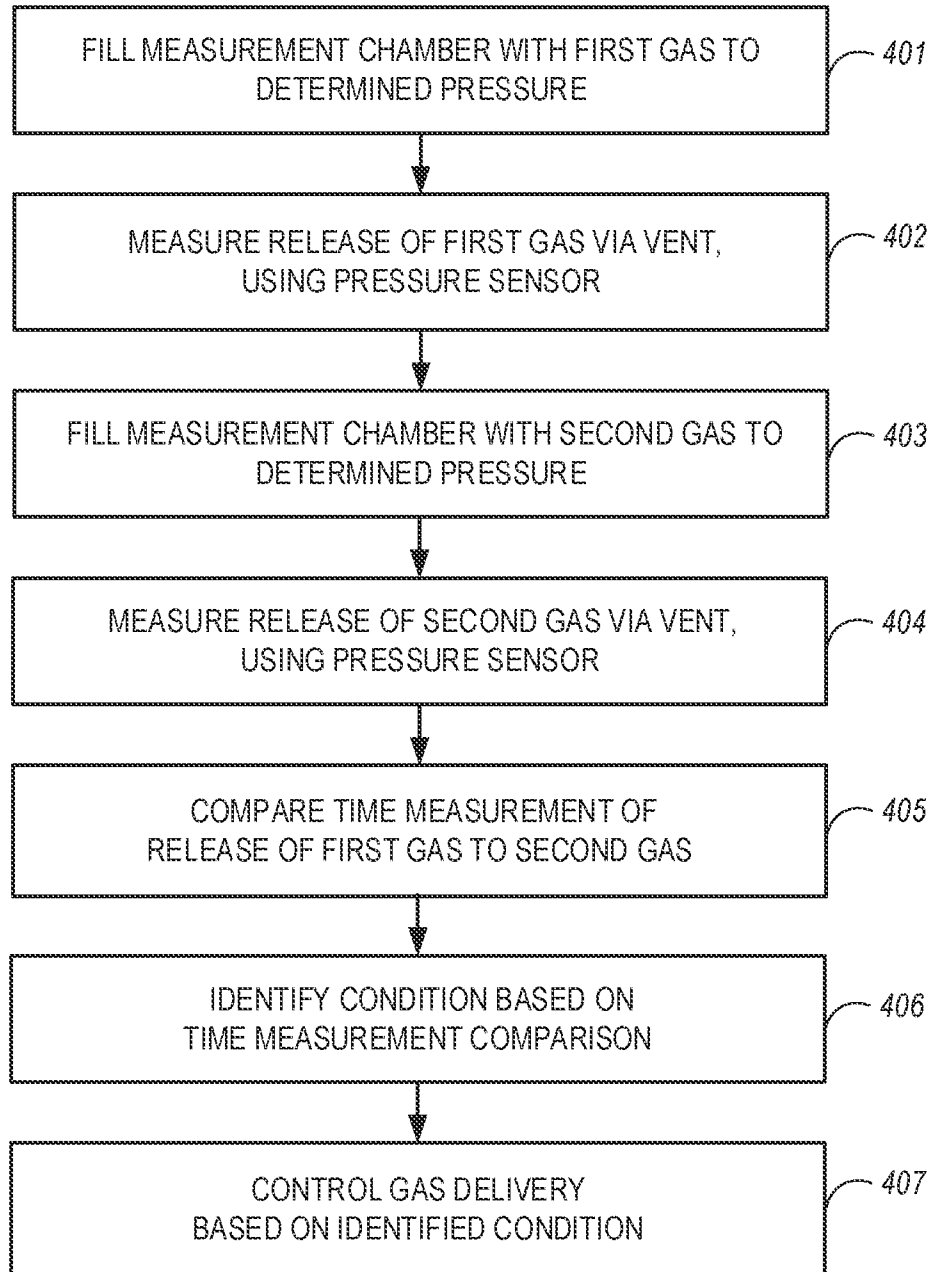 FILL MEASUREMENT CHAMBER WITH FIRST GAS TO
DETERMINED PRESSURE
401
MEASURE RELEASE OF FIRST GAS VIA VENT,
USING PRESSURE SENSOR
402
FILL MEASUREMENT CHAMBER WITH SECOND GAS TO
DETERMINED PRESSURE
403
MEASURE RELEASE OF SECOND GAS VIA VENT,
USING PRESSURE SENSOR
404
COMPARE TIME MEASUREMENT OF
RELEASE OF FIRST GAS TO SECOND GAS
405
IDENTIFY CONDITION BASED ON
TIME MEASUREMENT COMPARISON
406
CONTROL GAS DELIVERY
BASED ON IDENTIFIED CONDITION
407